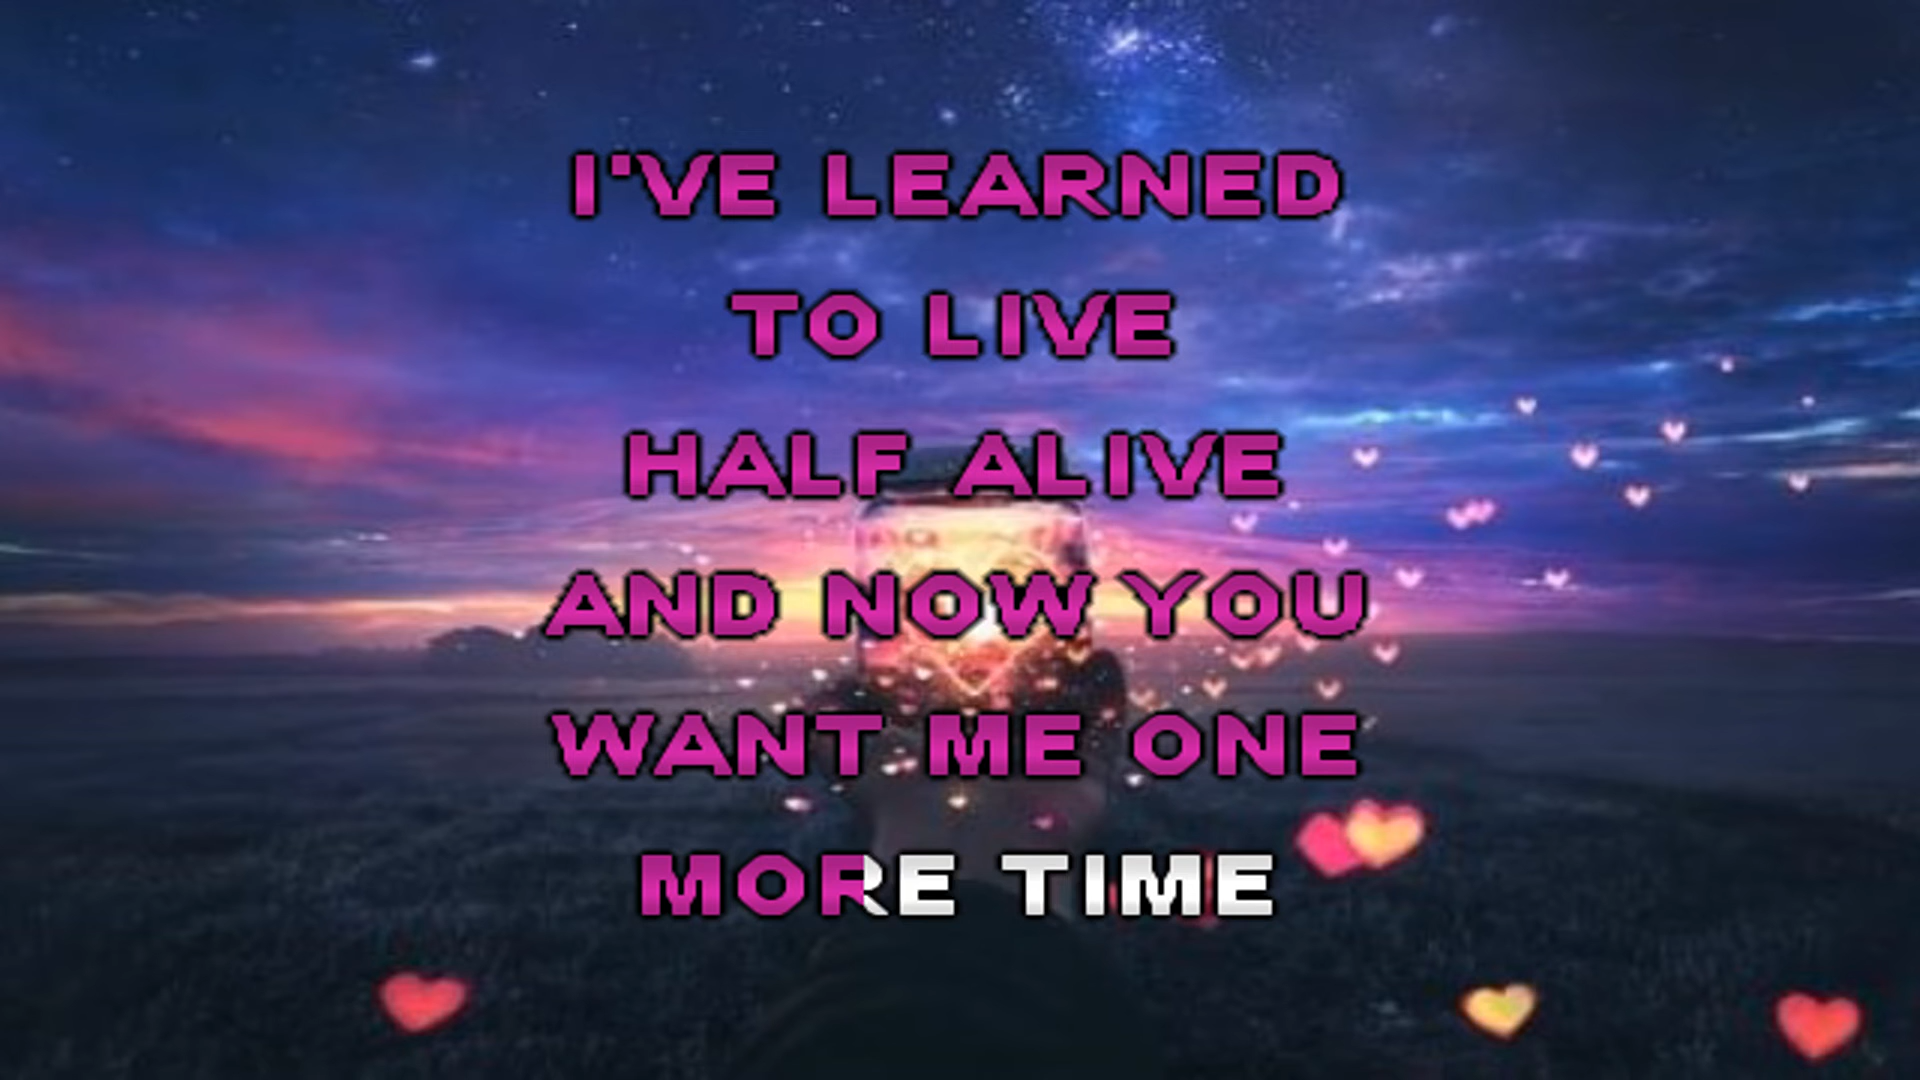 I'VE LEARNED
TO LIVE
HALF ALIVE
AND NOW YOU
WANT ME ONE
MORE TIME